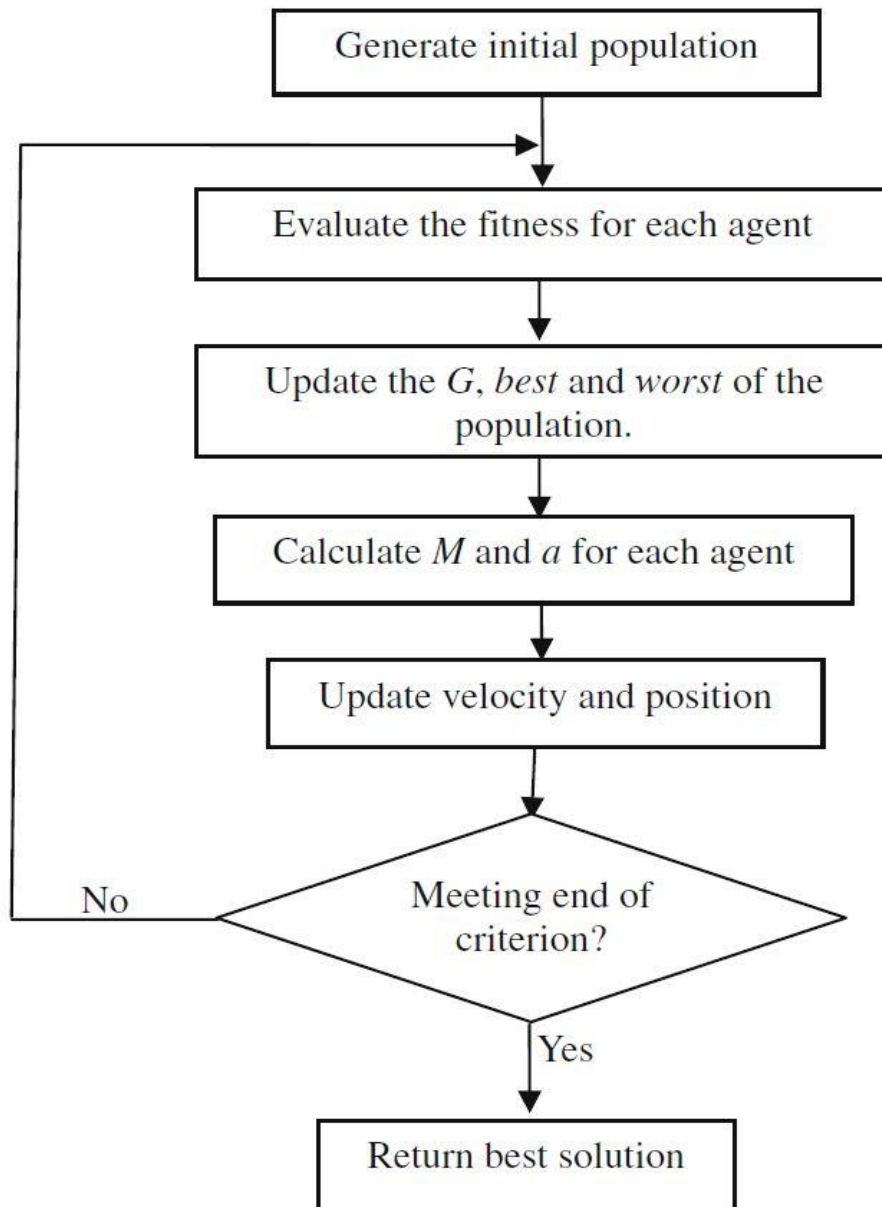 Generate initial population
Evaluate the fitness for each agent
Update the G, best and worst of the
population.
Calculate M and a for each agent
Update velocity and position
Meeting end of
criterion?
No
Yes
Return best solution